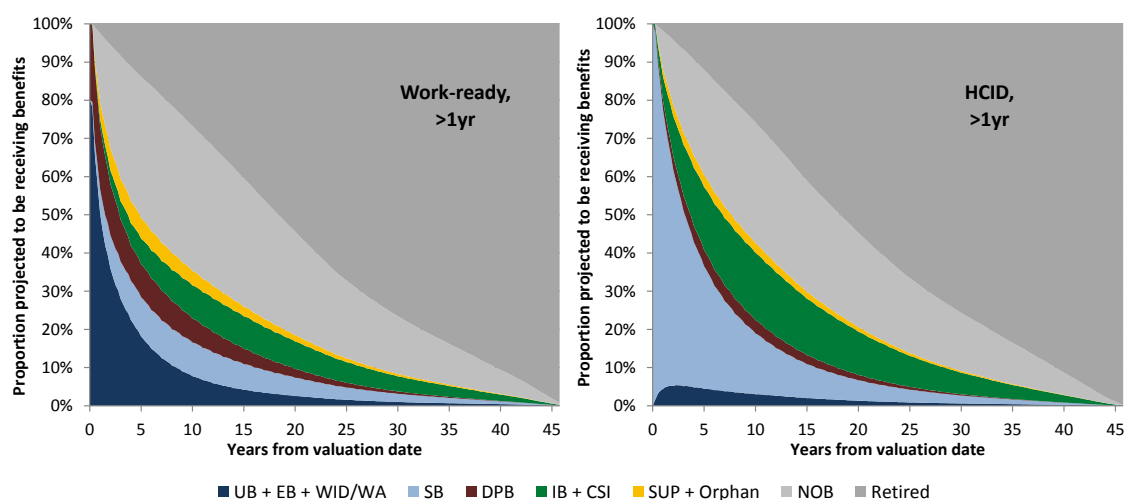 Proportion projected to be receiving benefits
100%
90%
80%
70%
60%
50%
40%
30%
20%
10%
0%
Work-ready,
>1yr
0 5 10 15 20 25 30 35 40 45
Years from valuation date
Proportion projected to be receiving benefits
100%
90%
80%
70%
60%
50%
40%
30%
20%
10%
0%
HCID,
>1yr
0 5 10 15 20 25 30 35 40 45
Years from valuation date
UB + EB + WID/WA SB DPB IB + CSI SUP + Orphan NOB Retired